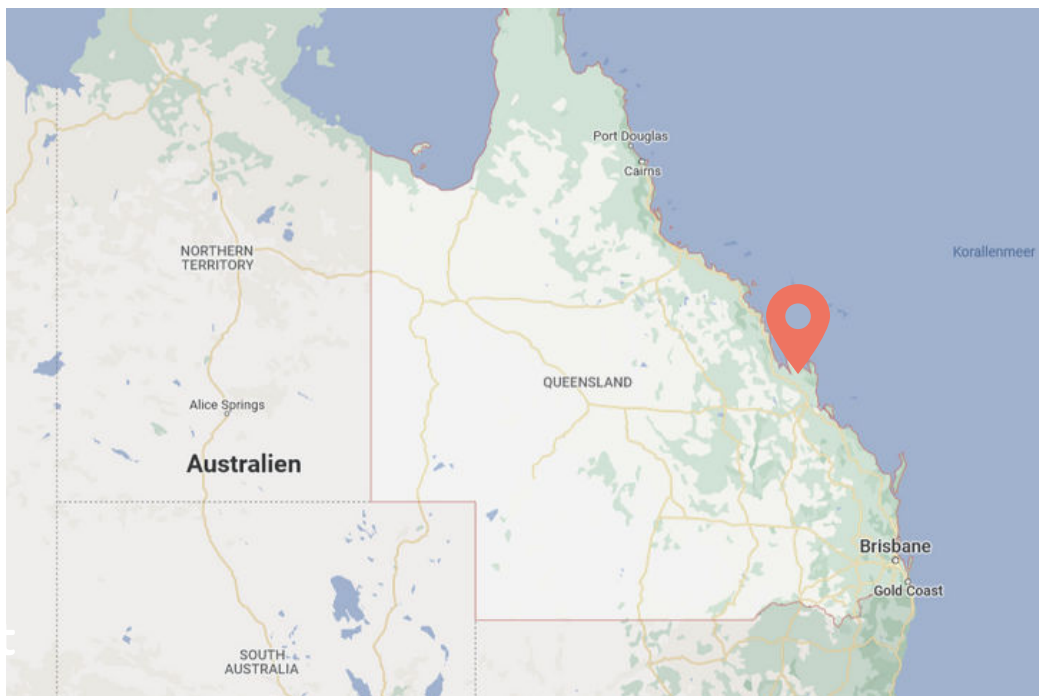 Port Douglas
Cairns
NORTHERN
TERRITORY
Korallenmeer
QUEENSLAND
Alice Springs
Australien
Brisbane
Gold Coast
SOUTH
AUSTRALIA
t